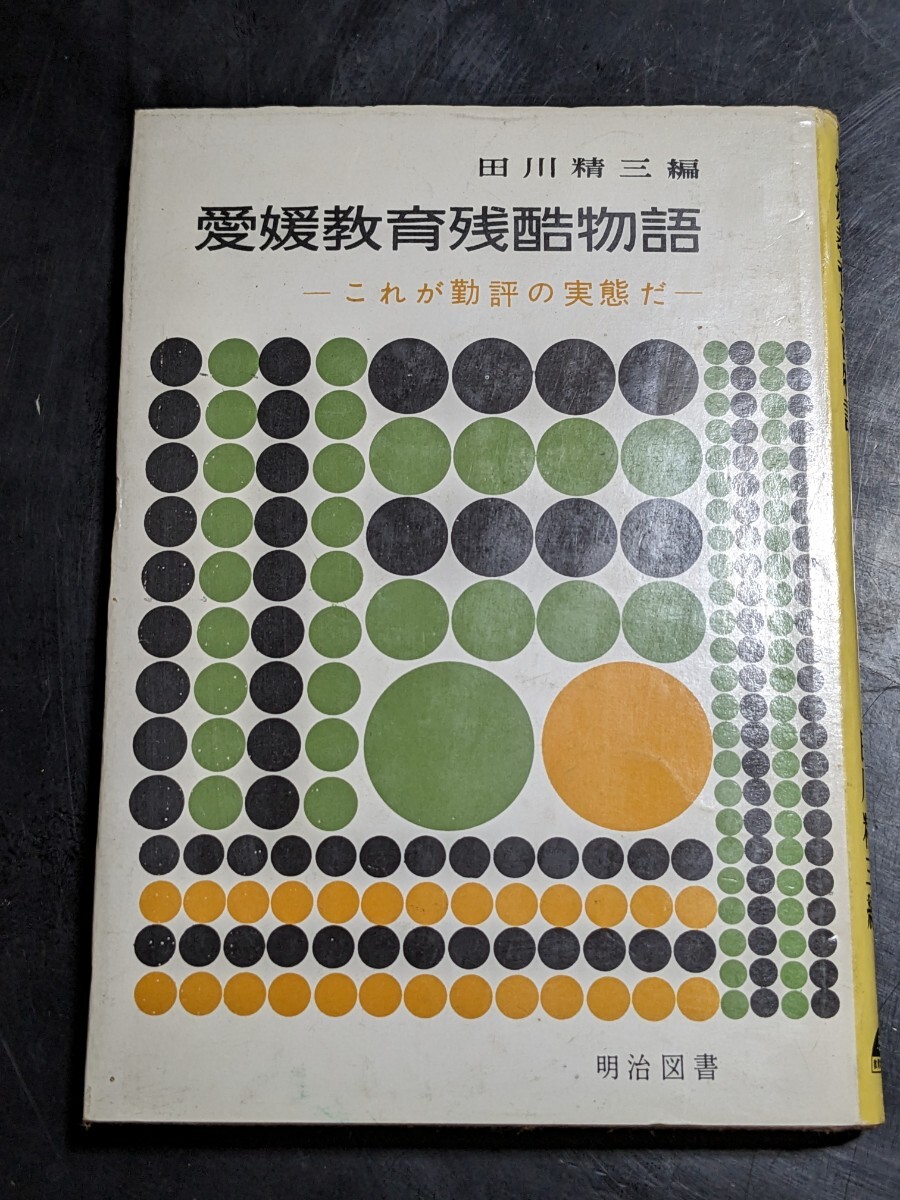 田川精三編
愛媛教育残酷物語
―これが勤評の実態だ―
明治図書